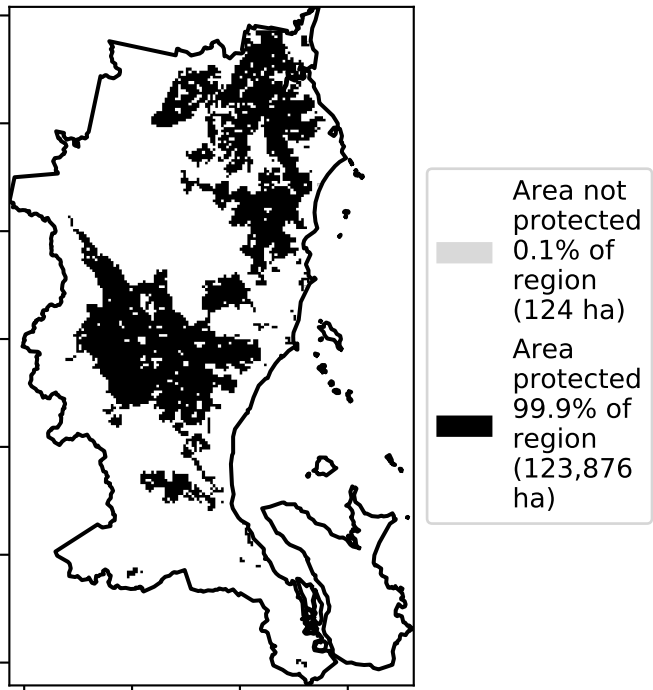 Area not
protected
0.1% of
region
(124 ha)
Area
protected
99.9% of
region
(123,876
ha)